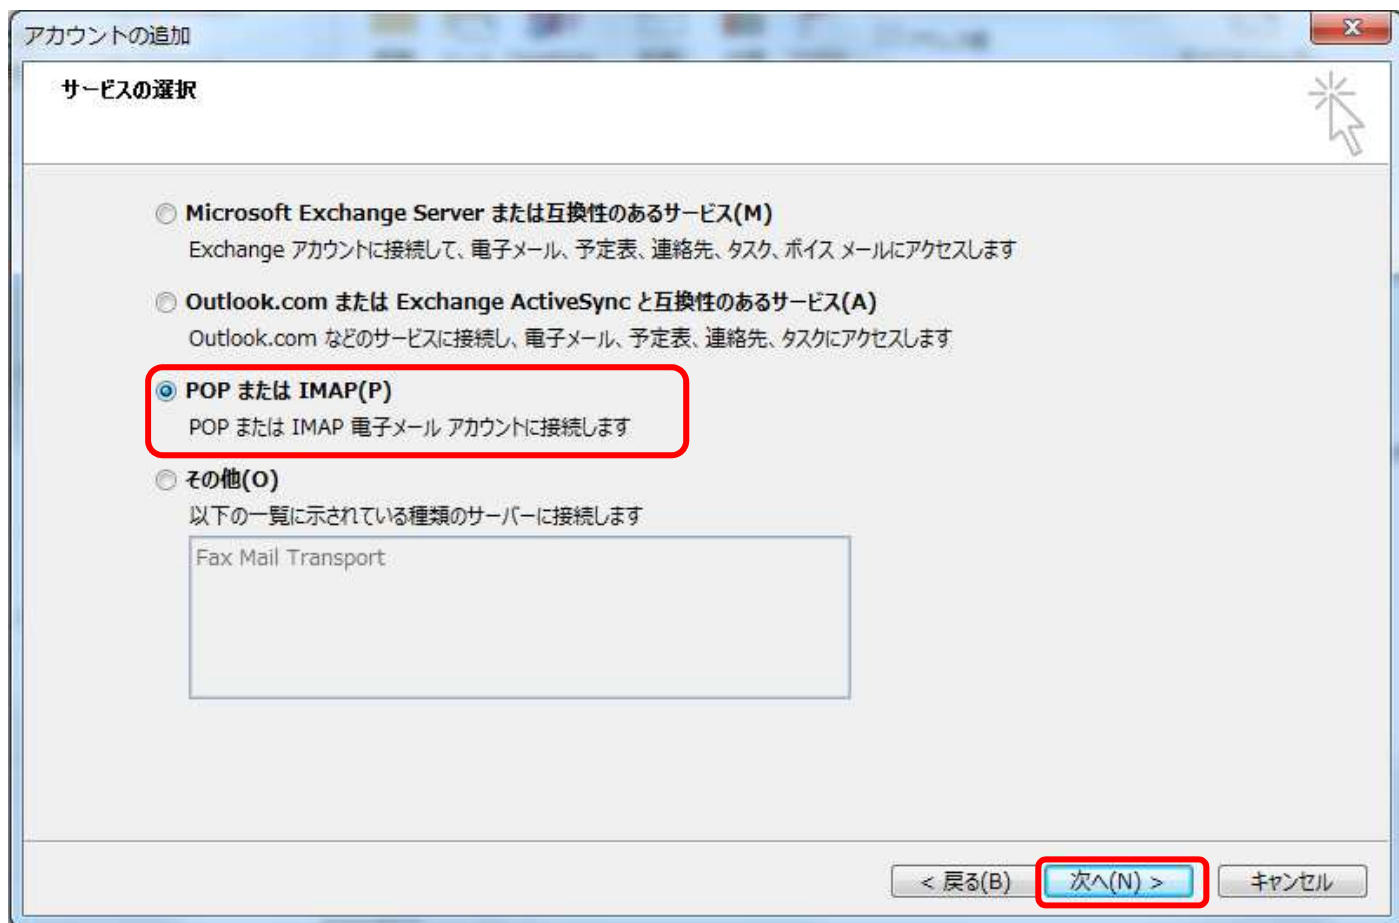 アカウントの追加
サービスの選択
Microsoft Exchange Server または互換性のあるサービス(M)
Exchange アカウントに接続して、電子メール、予定表、連絡先、タスク、ボイス メールにアクセスします
Outlook.com または Exchange ActiveSync と互換性のあるサービス(A)
Outlook.com などのサービスに接続し、電子メール、予定表、連絡先、タスクにアクセスします
POP または IMAP(P)
POP または IMAP 電子メール アカウントに接続します
その他(O)
以下の一覧に示されている種類のサーバーに接続します
Fax Mail Transport
< 戻る(B) 次へ(N) > キャンセル